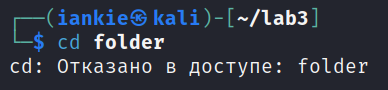 ┌──(iankie㉿kali)-[~/lab3]
└─$ cd folder
cd: Отказано в доступе: folder